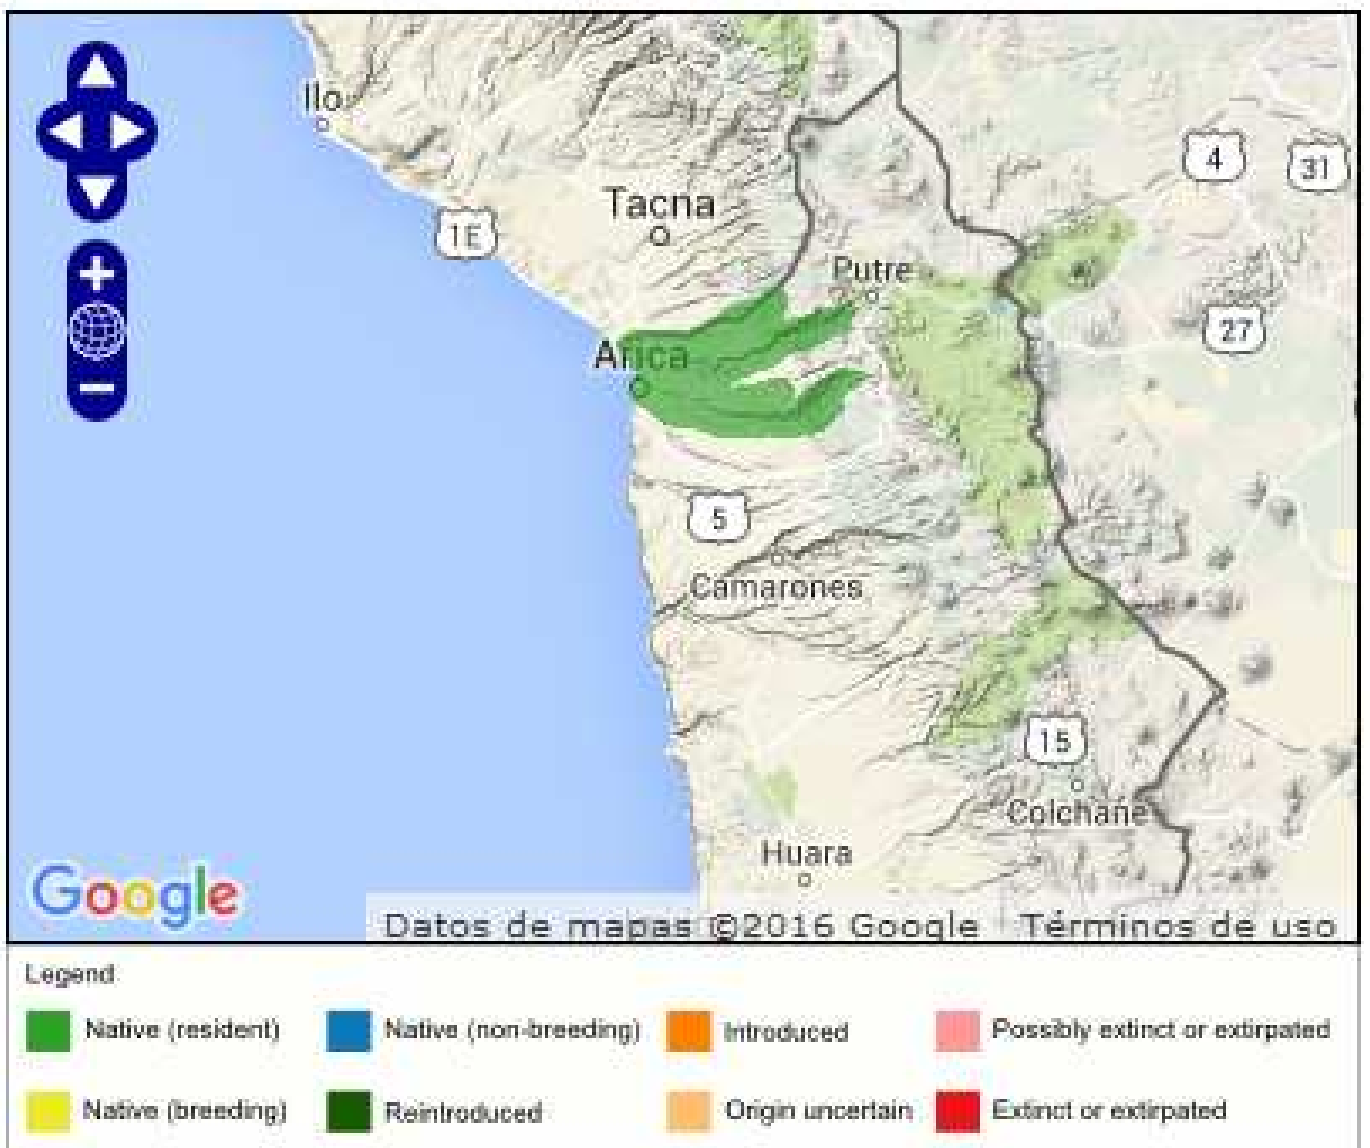 Ilo
4
31
Tacna
1E
Putre
27
Arica
5
Camarones
15
Colchane
Huara
Google
Datos de mapas ©2016 Google Términos de uso
Legend
Native (resident) Native (non-breeding) Introduced Possibly extinct or extirpated
Native (breeding) Reintroduced Origin uncertain Extinct or extirpated